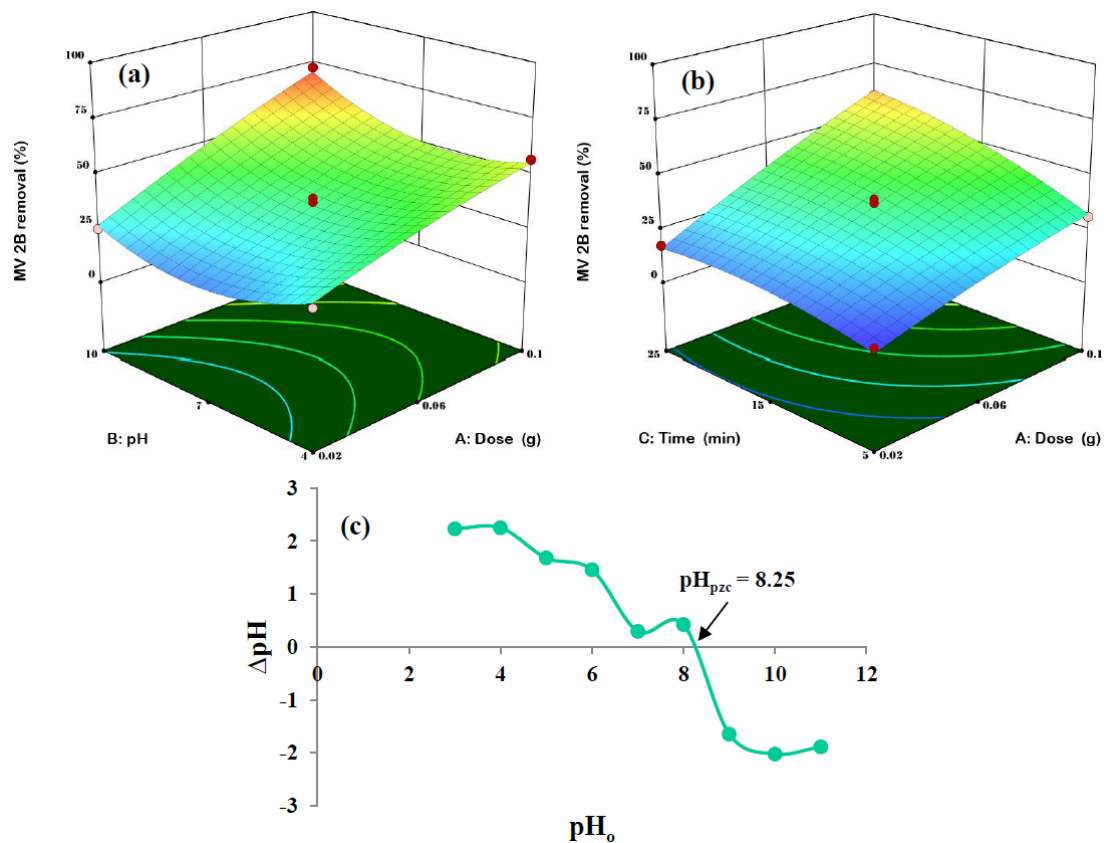 (a)
MV 2B removal (%)
100
75
50
25
0
10
7
4
0.02
0.06
0.1
B: pH
A: Dose (g)
(b)
MV 2B removal (%)
100
75
50
25
0
25
15
5
0.02
0.06
0.1
C: Time (min)
A: Dose (g)
(c)
pHpzc = 8.25
ΔpH
3
2
1
0
-1
-2
-3
0 2 4 6 8 10 12
pHo